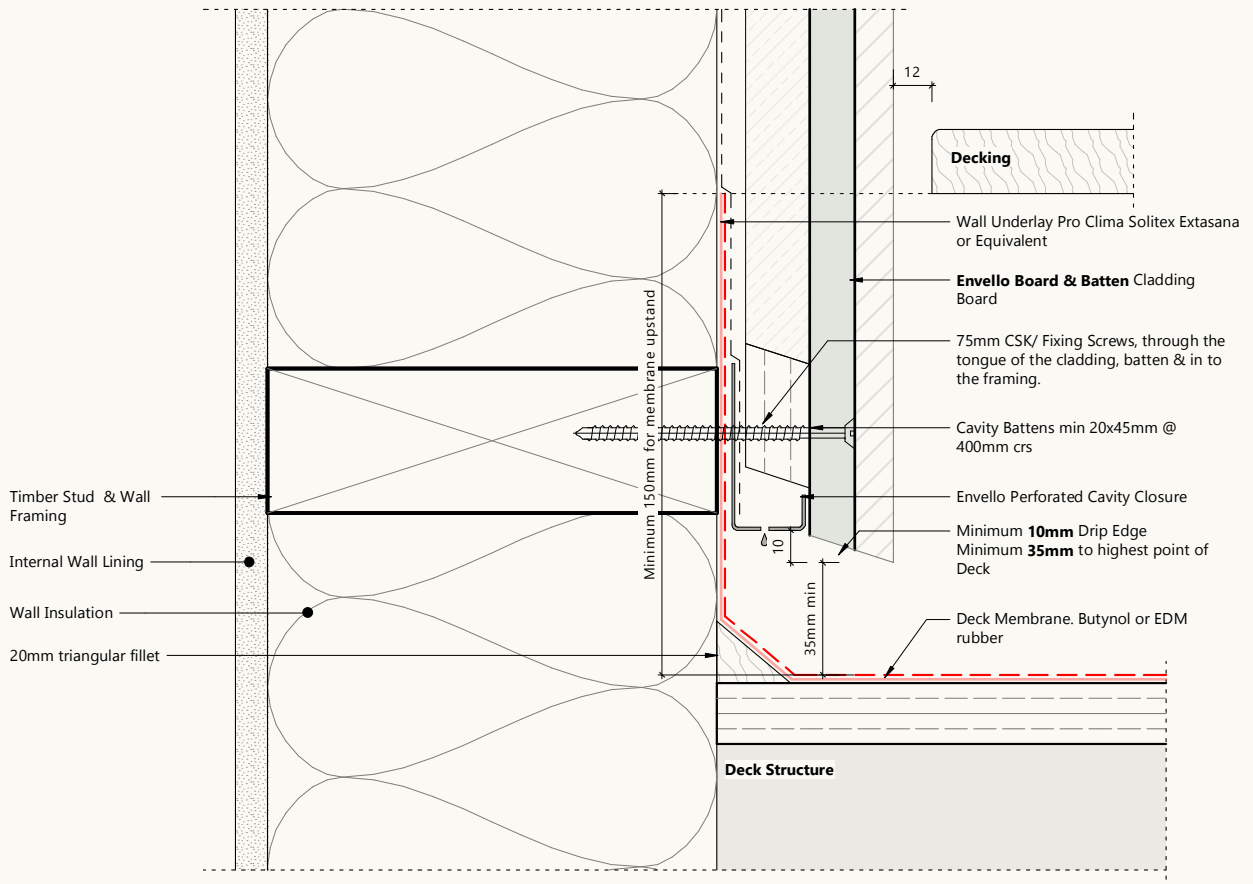 12
Decking
Wall Underlay Pro Clima Solitex Extasana
or Equivalent
Envello Board & Batten Cladding
Board
75mm CSK/ Fixing Screws, through the
tongue of the cladding, batten & in to
the framing.
Cavity Battens min 20x45mm @
400mm crs
Envello Perforated Cavity Closure
Minimum 10mm Drip Edge
Minimum 35mm to highest point of
Deck
Deck Membrane. Butynol or EDM
rubber
Minimum 150mm for membrane upstand
10
35mm min
Timber Stud & Wall
Framing
Internal Wall Lining
Wall Insulation
20mm triangular fillet
Deck Structure